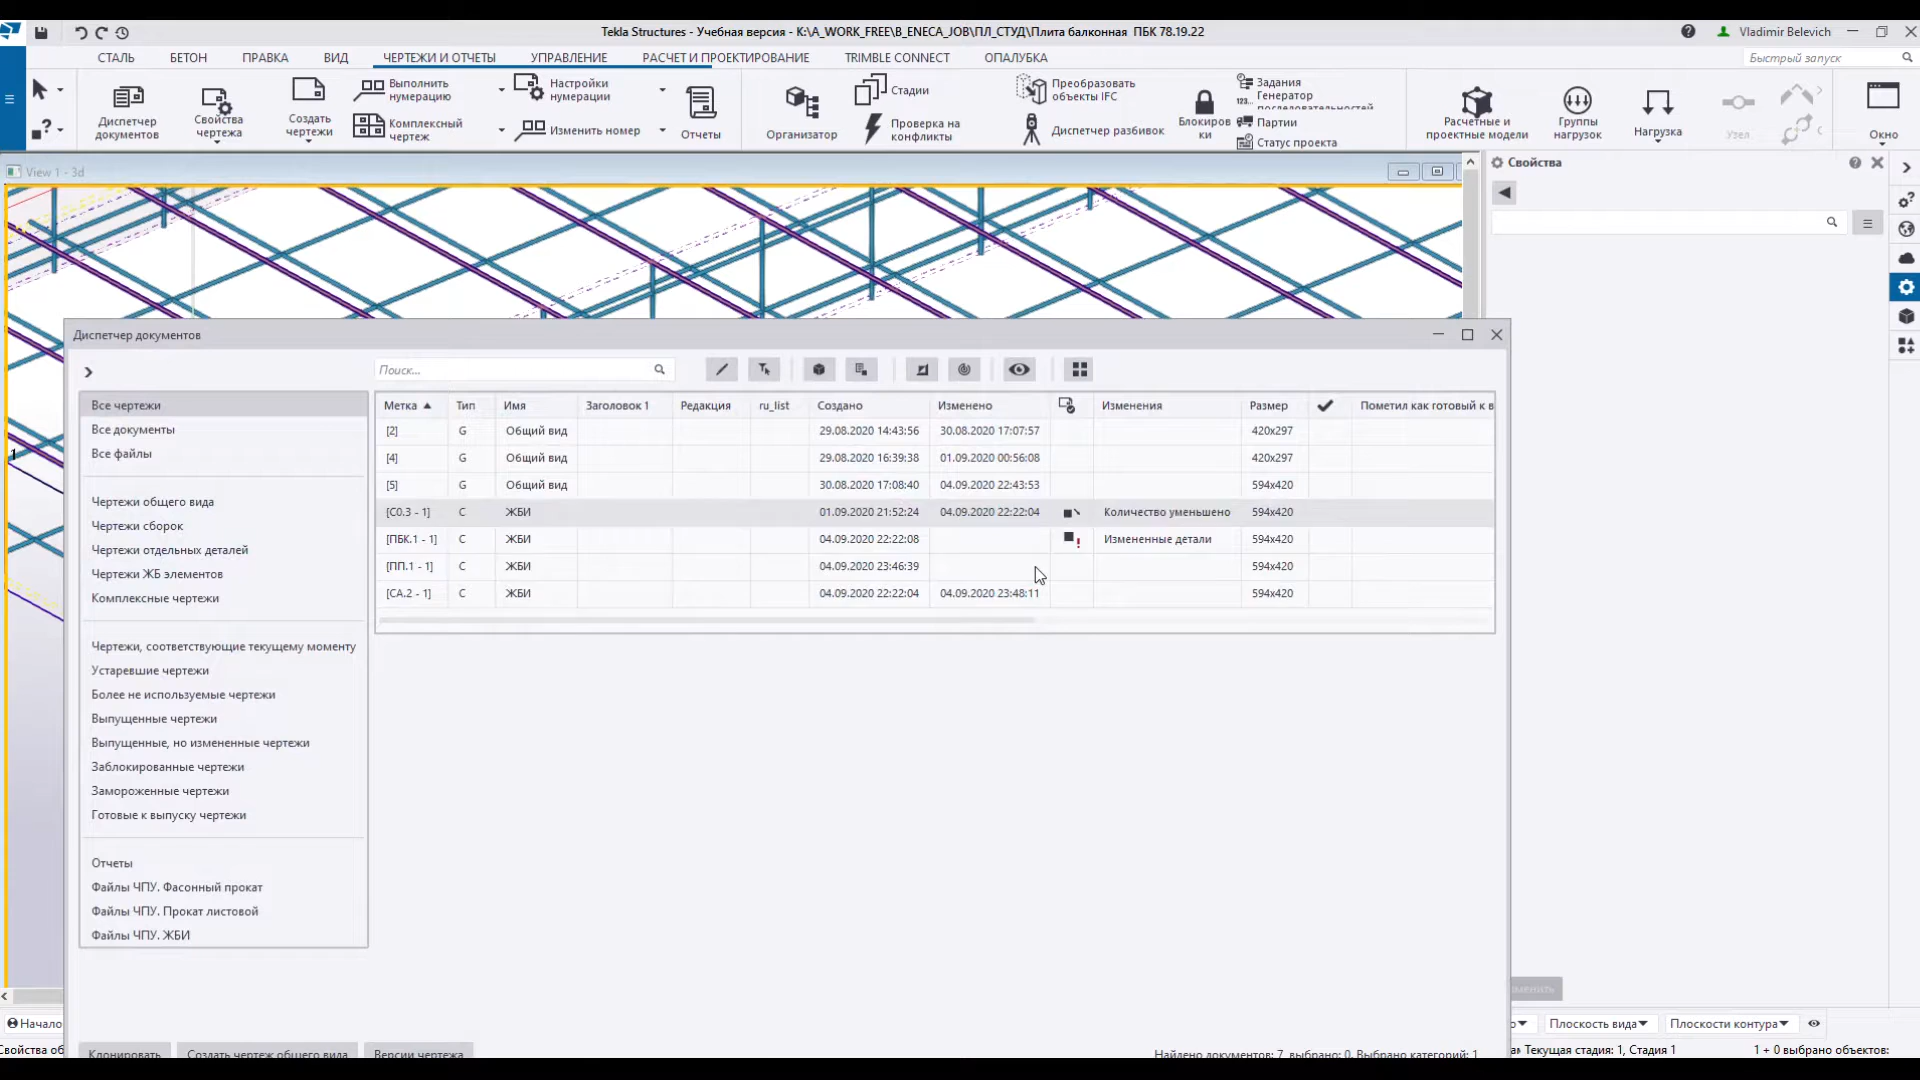 Tekla Structures - Учебная версия - K:\A_WORK_FREE\B_ENECA_JOB\ПЛ_СТУД\Плита балконная ПБК 78.19.22
Vladimir Belevich
СТАЛЬ БЕТОН ПРАВКА ВИД ЧЕРТЕЖИ И ОТЧЕТЫ УПРАВЛЕНИЕ РАСЧЕТ И ПРОЕКТИРОВАНИЕ TRIMBLE CONNECT ОПАЛУБКА
Быстрый запуск
Диспетчер документов
Свойства чертежа
Создать чертежи
Выполнить нумерацию
Комплексный чертеж
Настройки нумерации
Изменить номер
Отчеты
Организатор
Стадии
Проверка на конфликты
Преобразовать объекты IFC
Диспетчер разбивок
Блокировки
Задания
Генератор последовательностей
Партии
Статус проекта
Расчетные и проектные модели
Группы нагрузок
Нагрузка
Узел
Окно
View 1 - 3d
Свойства
Диспетчер документов
Поиск...
Все чертежи
Все документы
Все файлы
Чертежи общего вида
Чертежи сборок
Чертежи отдельных деталей
Чертежи ЖБ элементов
Комплексные чертежи
Чертежи, соответствующие текущему моменту
Устаревшие чертежи
Более не используемые чертежи
Выпущенные чертежи
Выпущенные, но измененные чертежи
Заблокированные чертежи
Замороженные чертежи
Готовые к выпуску чертежи
Отчеты
Файлы ЧПУ. Фасонный прокат
Файлы ЧПУ. Прокат листовой
Файлы ЧПУ. ЖБИ
Метка Тип Имя Заголовок 1 Редакция ru_list Создано Изменено Изменения Размер Пометил как готовый к в
[2] G Общий вид 29.08.2020 14:43:56 30.08.2020 17:07:57 420x297
[4] G Общий вид 29.08.2020 16:39:38 01.09.2020 00:56:08 420x297
[5] G Общий вид 30.08.2020 17:08:40 04.09.2020 22:43:53 594x420
[С0.3 - 1] C ЖБИ 01.09.2020 21:52:24 04.09.2020 22:22:04 Количество уменьшено 594x420
[ПБК.1 - 1] C ЖБИ 04.09.2020 22:22:08 Измененные детали 594x420
[ПП.1 - 1] C ЖБИ 04.09.2020 23:46:39 594x420
[СА.2 - 1] C ЖБИ 04.09.2020 22:22:04 04.09.2020 23:48:11 594x420
1
Клонировать Создать чертеж общего вида Версии чертежа
Найдено документов: 7, выбрано: 0. Выбрано категорий: 1
Начало
Плоскость вида Плоскости контура
Свойства об
Текущая стадия: 1, Стадия 1 1 + 0 выбрано объектов: